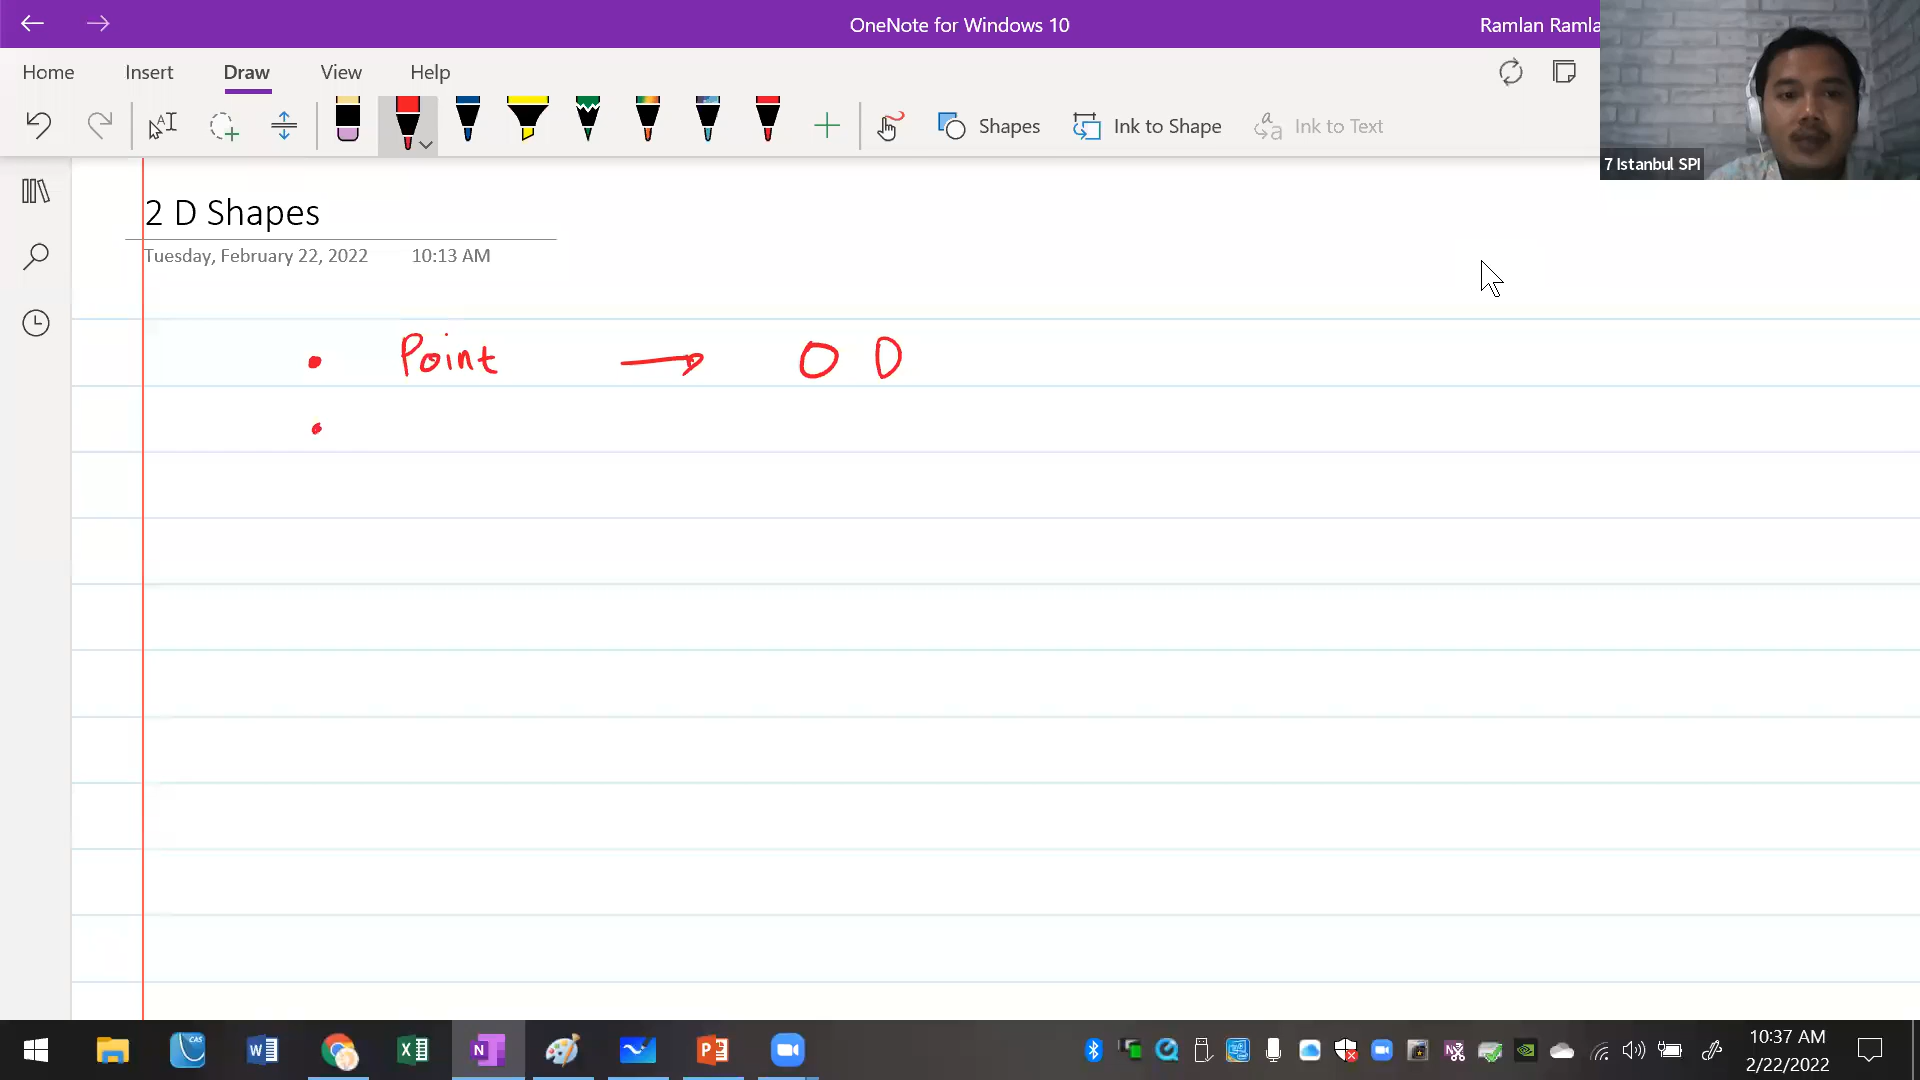 OneNote for Windows 10
Ramlan Ramla
Home Insert Draw View Help
Shapes Ink to Shape Ink to Text
7 Istanbul SPI
2 D Shapes
Tuesday, February 22, 2022 10:13 AM
• Point → 0 D
•
10:37 AM
2/22/2022